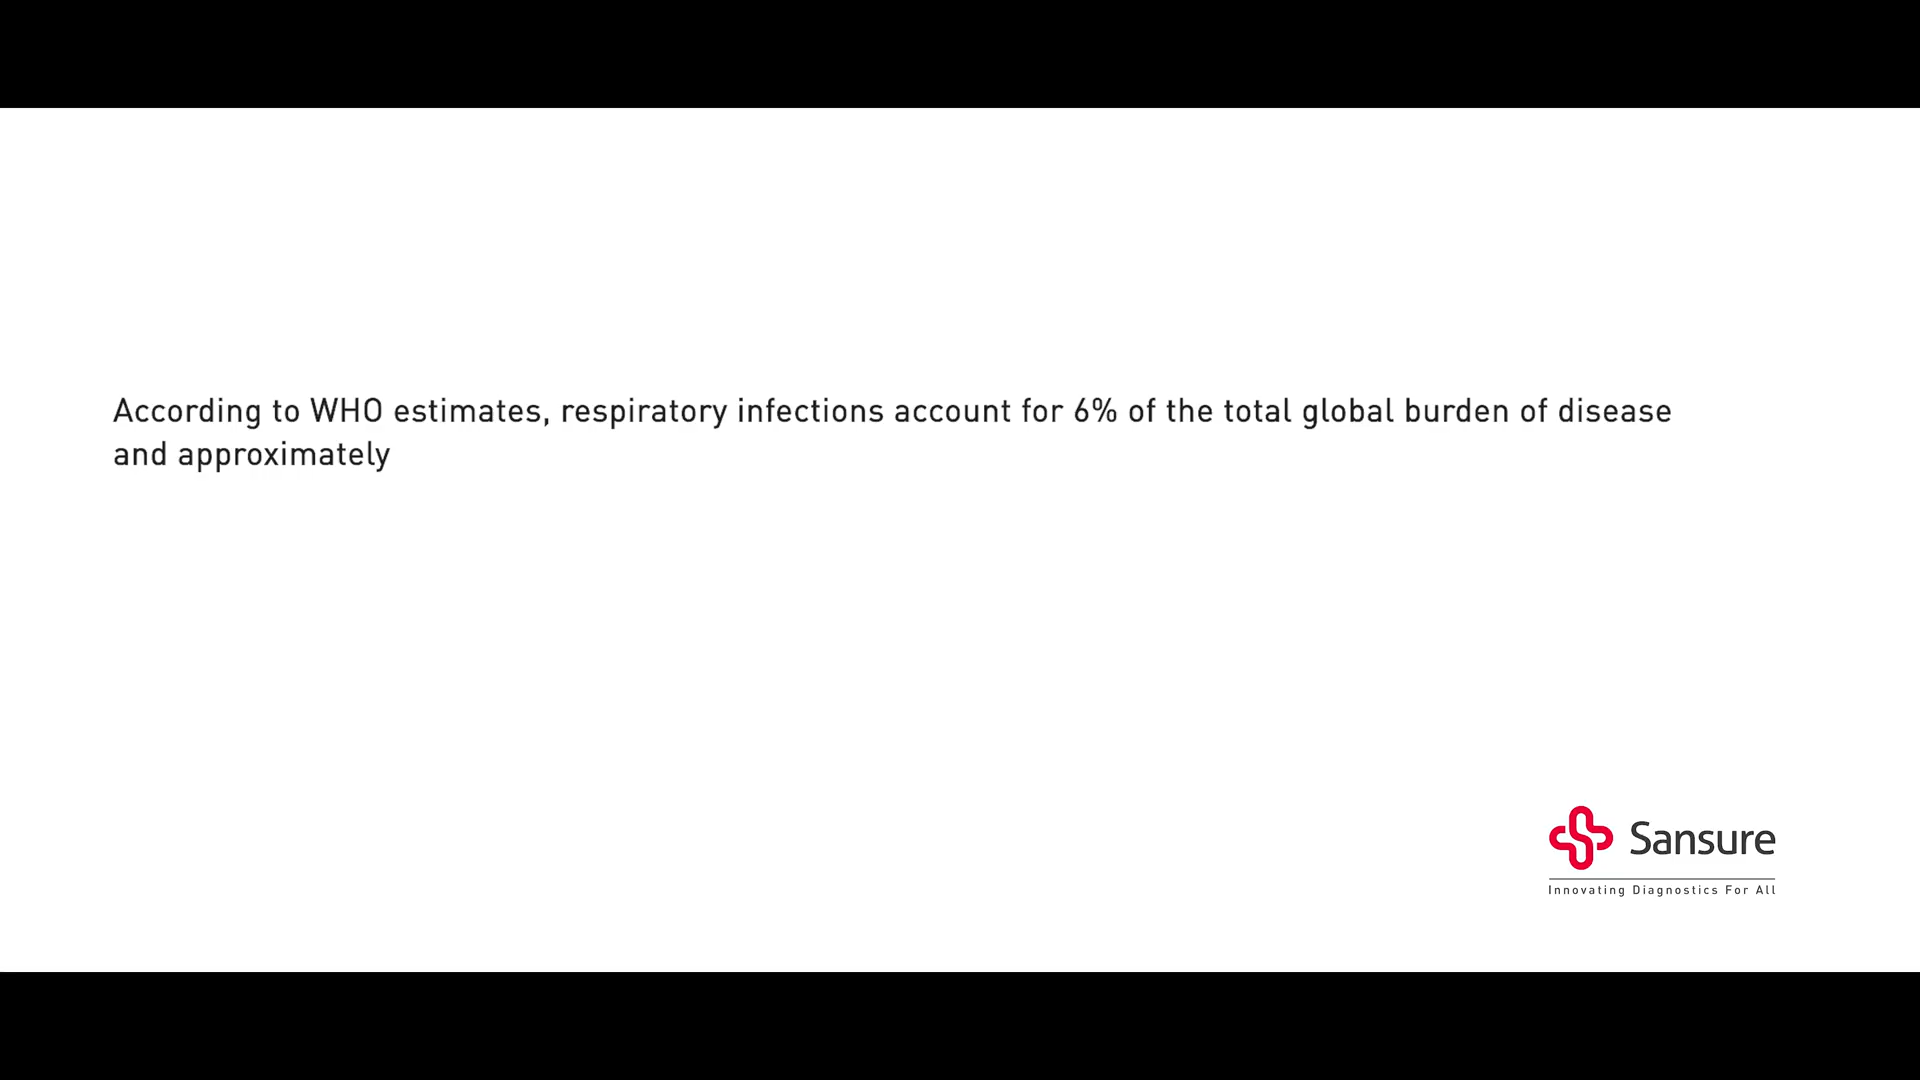 According to WHO estimates, respiratory infections account for 6% of the total global burden of disease
and approximately
Sansure
Innovating Diagnostics For All